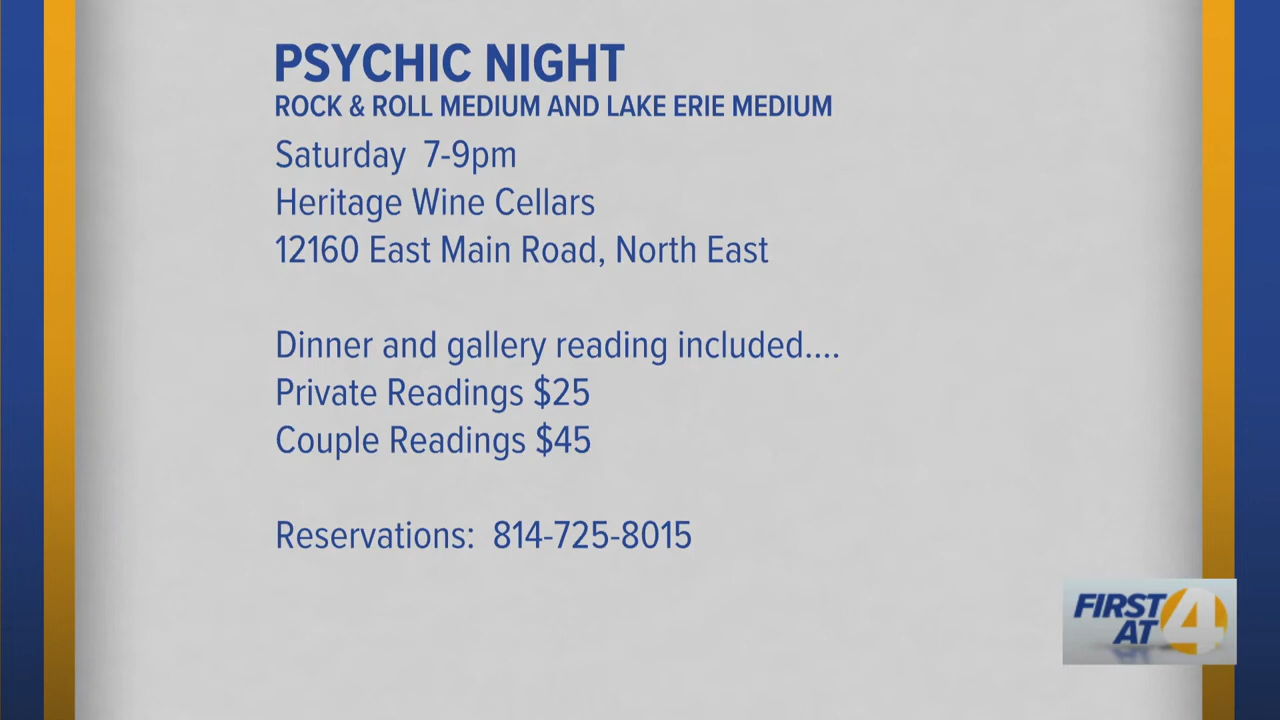 PSYCHIC NIGHT
ROCK & ROLL MEDIUM AND LAKE ERIE MEDIUM
Saturday  7-9pm
Heritage Wine Cellars
12160 East Main Road, North East
Dinner and gallery reading included....
Private Readings $25
Couple Readings $45
Reservations:  814-725-8015
FIRST
AT 4